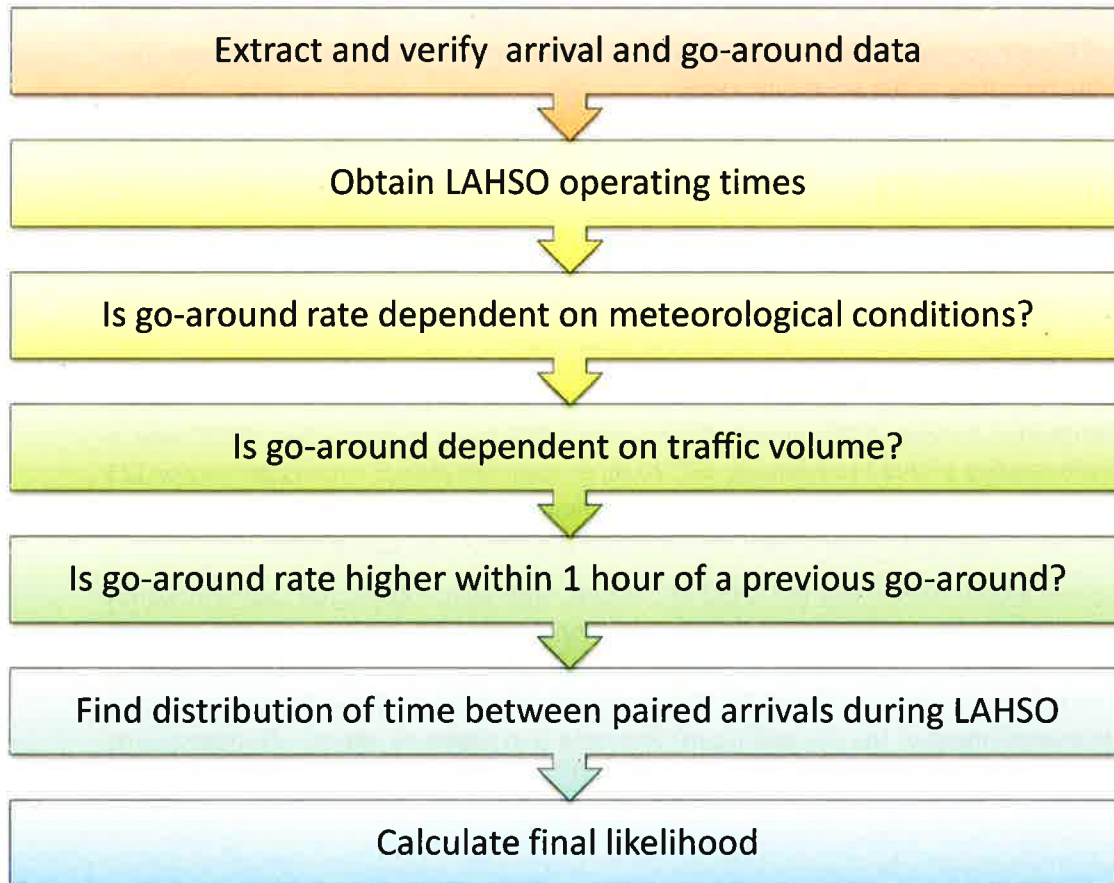 Extract and verify arrival and go-around data
Obtain LAHSO operating times
Is go-around rate dependent on meteorological conditions?
Is go-around dependent on traffic volume?
Is go-around rate higher within 1 hour of a previous go-around?
Find distribution of time between paired arrivals during LAHSO
Calculate final likelihood